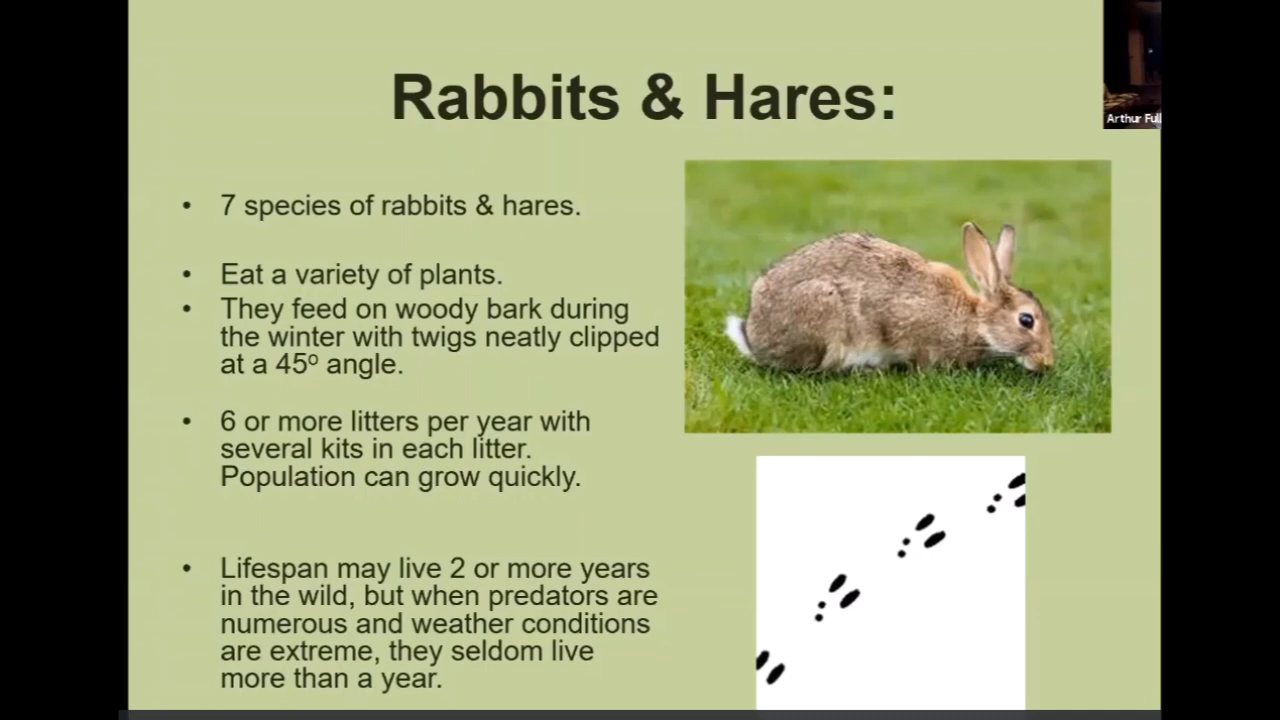 Rabbits & Hares:
Arthur Full
• 7 species of rabbits & hares.
• Eat a variety of plants.
• They feed on woody bark during
the winter with twigs neatly clipped
at a 45º angle.
• 6 or more litters per year with
several kits in each litter.
Population can grow quickly.
• Lifespan may live 2 or more years
in the wild, but when predators are
numerous and weather conditions
are extreme, they seldom live
more than a year.